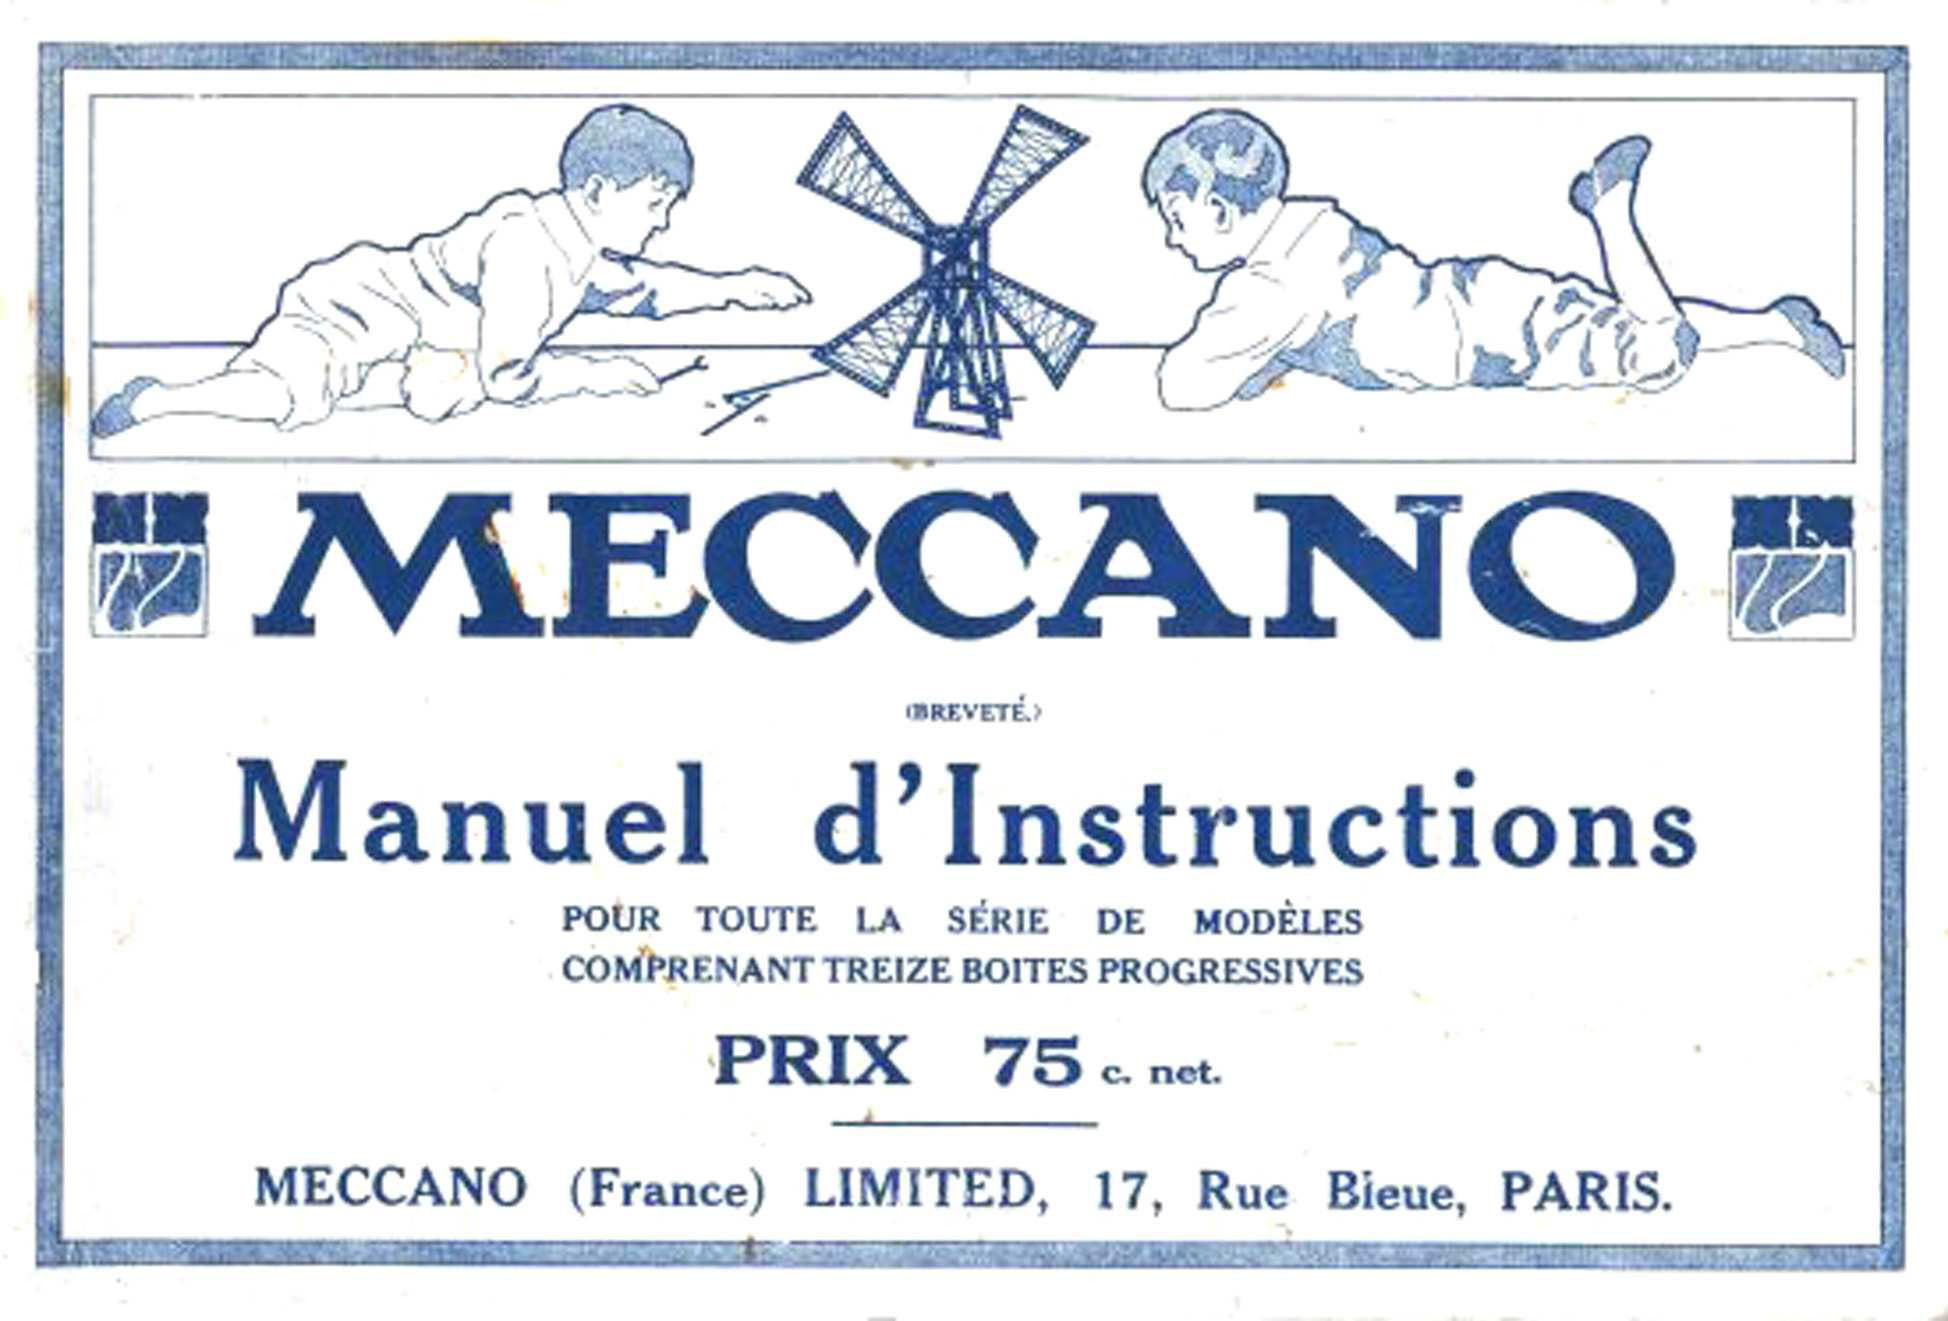 MECCANO
(BREVETÉ.)
Manuel d'Instructions
POUR TOUTE LA SÉRIE DE MODÈLES
COMPRENANT TREIZE BOITES PROGRESSIVES
PRIX 75 c. net.
MECCANO (France) LIMITED, 17, Rue Bleue, PARIS.